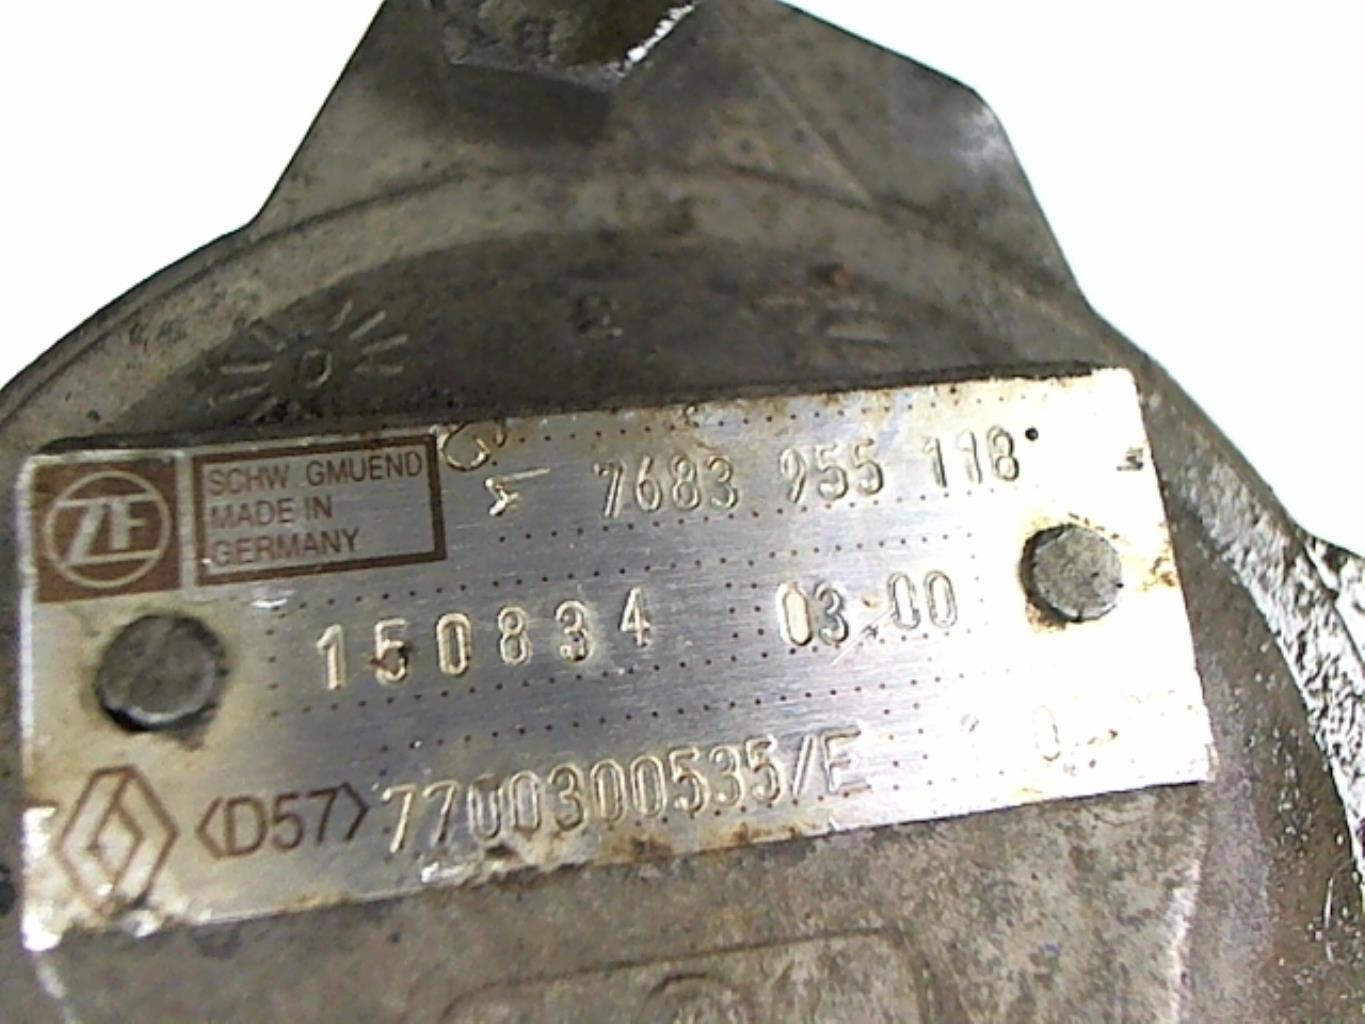 ZF
SCHW. GMUEND
MADE IN
GERMANY
7683 955 118
150834 03 00
<D57> 7700300535/E